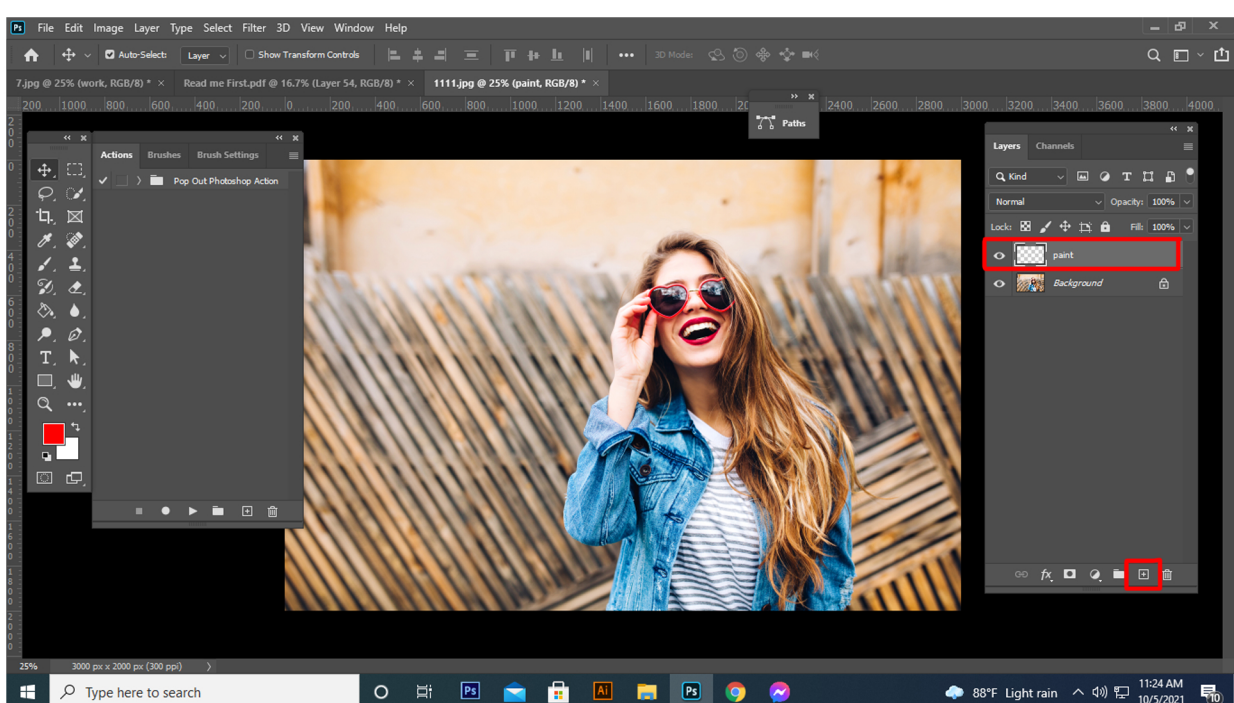 Ps File Edit Image Layer Type Select Filter 3D View Window Help
Auto-Select: Layer Show Transform Controls 3D Mode:
7.jpg @ 25% (work, RGB/8) * × Read me First.pdf @ 16.7% (Layer 54, RGB/8) * × 1111.jpg @ 25% (paint, RGB/8) * ×
200 1000 800 600 400 200 0 200 400 600 800 1000 1200 1400 1600 1800 20 2400 2600 2800 3000 3200 3400 3600 3800 4000
Paths
Actions Brushes Brush Settings
Pop Out Photoshop Action
Layers Channels
Kind
Normal Opacity: 100%
Lock: Fill: 100%
paint
Background
25% 3000 px x 2000 px (300 ppi)
Type here to search
Ps Ai Ps
88°F Light rain
11:24 AM
10/5/2021
10